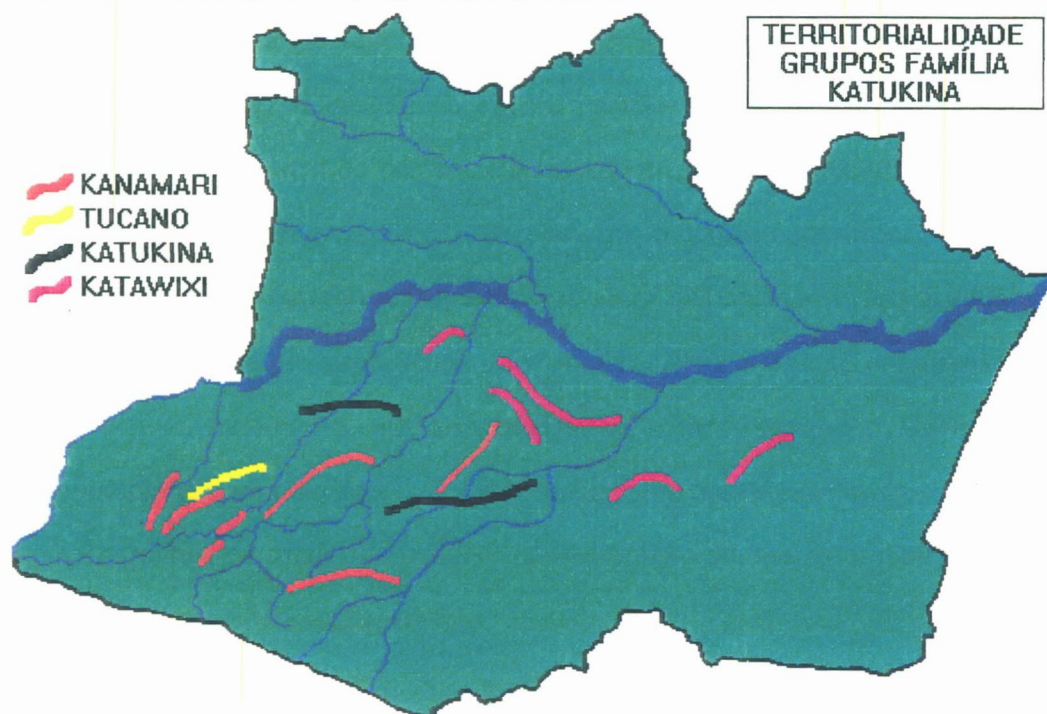 TERRITORIALIDADE
GRUPOS FAMÍLIA
KATUKINA
KANAMARI
TUCANO
KATUKINA
KATAWIXI